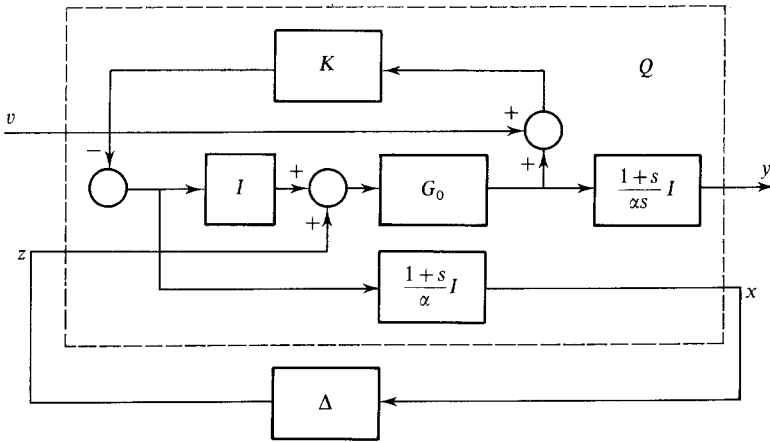 K
Q
v
+
−
+
I
+
G₀
+
1 + s
αs
I
y
+
z
1 + s
α
I
x
Δ